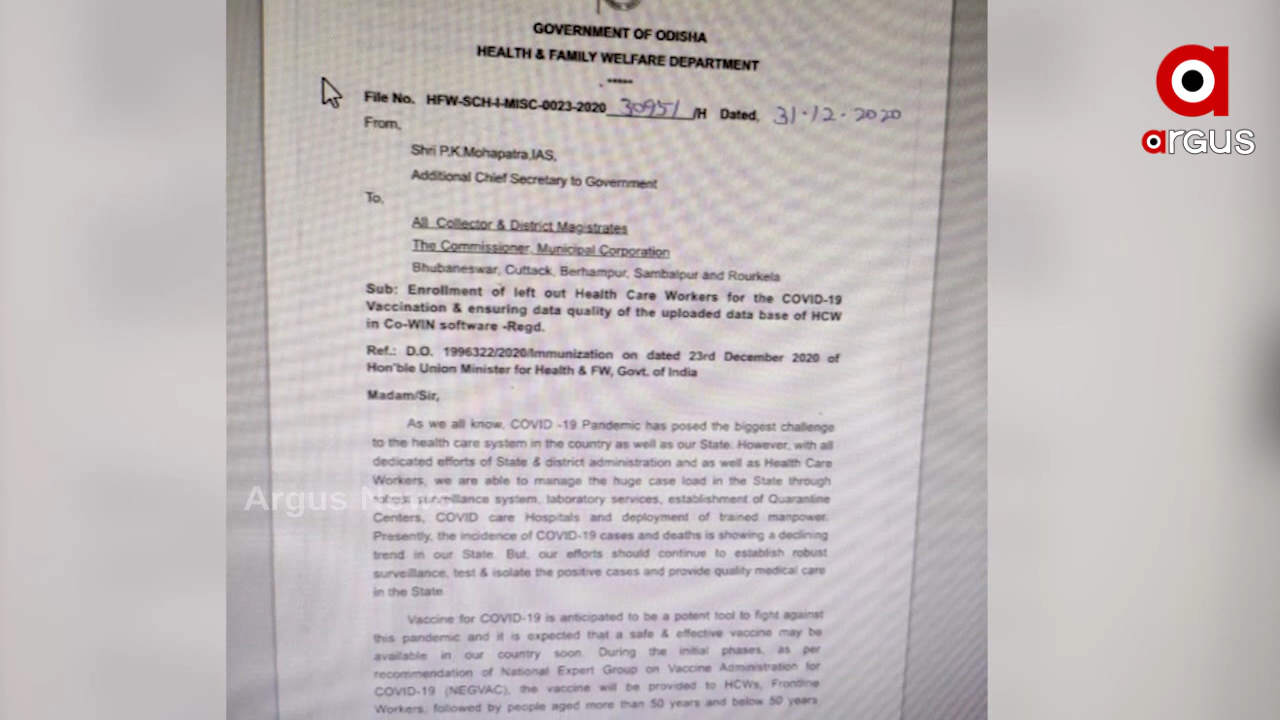 GOVERNMENT OF ODISHA
HEALTH & FAMILY WELFARE DEPARTMENT
*****
File No. HFW-SCH-I-MISC-0023-2020 30951 /H Dated, 31-12-2020
From,
Shri P.K.Mohapatra,IAS,
Additional Chief Secretary to Government
To,
All Collector & District Magistrates
The Commissioner, Municipal Corporation
Bhubaneswar, Cuttack, Berhampur, Sambalpur and Rourkela
Sub: Enrollment of left out Health Care Workers for the COVID-19
Vaccination & ensuring data quality of the uploaded data base of HCW
in Co-WIN software -Regd.
Ref.: D.O. 1996322/2020/Immunization on dated 23rd December 2020 of
Hon'ble Union Minister for Health & FW, Govt. of India
Madam/Sir,
As we all know, COVID -19 Pandemic has posed the biggest challenge
to the health care system in the country as well as our State. However, with all
dedicated efforts of State & district administration and as well as Health Care
Workers, we are able to manage the huge case load in the State through
surveillance system, laboratory services, establishment of Quarantine
Centers, COVID care Hospitals and deployment of trained manpower.
Presently, the incidence of COVID-19 cases and deaths is showing a declining
trend in our State. But, our efforts should continue to establish robust
surveillance, test & isolate the positive cases and provide quality medical care
in the State.
Vaccine for COVID-19 is anticipated to be a potent tool to fight against
this pandemic and it is expected that a safe & effective vaccine may be
available in our country soon. During the initial phases, as per
recommendation of National Expert Group on Vaccine Administration for
COVID-19 (NEGVAC), the vaccine will be provided to HCWs, Frontline
Workers, followed by people aged more than 50 years and below 50 years
Argus
a
argus